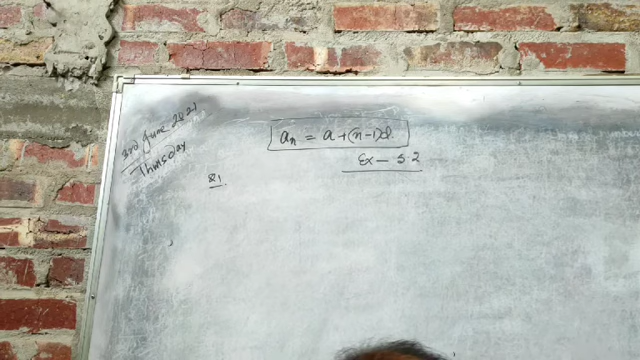 3rd June 2021
Thursday
an = a + (n-1)d.
Ex - 5.2
Q1.